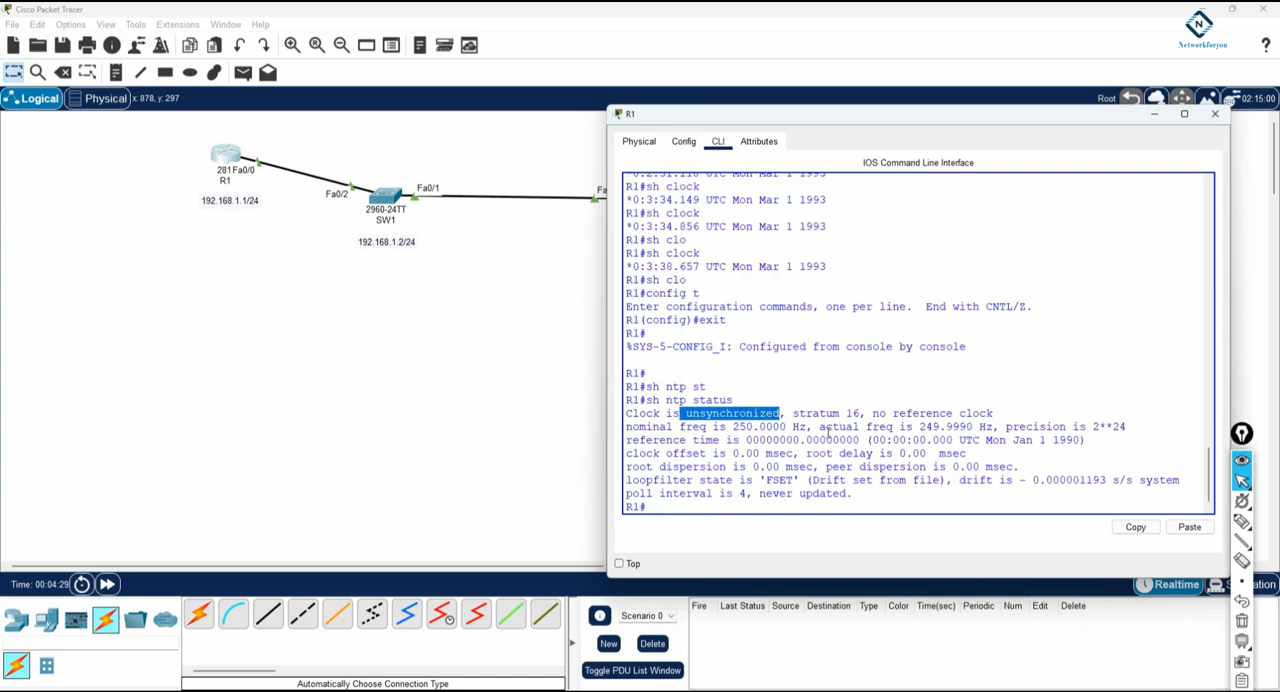 Cisco Packet Tracer
File Edit Options View Tools Extensions Window Help
Networkforyou
?
Logical Physical x: 878, y: 297
Root 02:15:00
R1
Physical Config CLI Attributes
IOS Command Line Interface
*0:2:51.118 UTC Mon Mar 1 1993
R1#sh clock
*0:3:34.149 UTC Mon Mar 1 1993
R1#sh clock
*0:3:34.856 UTC Mon Mar 1 1993
R1#sh clo
R1#sh clock
*0:3:38.657 UTC Mon Mar 1 1993
R1#sh clo
R1#config t
Enter configuration commands, one per line. End with CNTL/Z.
R1(config)#exit
R1#
%SYS-5-CONFIG_I: Configured from console by console
R1#
R1#sh ntp st
R1#sh ntp status
Clock is unsynchronized, stratum 16, no reference clock
nominal freq is 250.0000 Hz, actual freq is 249.9990 Hz, precision is 2**24
reference time is 00000000.00000000 (00:00:00.000 UTC Mon Jan 1 1990)
clock offset is 0.00 msec, root delay is 0.00 msec
root dispersion is 0.00 msec, peer dispersion is 0.00 msec.
loopfilter state is 'FSET' (Drift set from file), drift is - 0.000001193 s/s system
poll interval is 4, never updated.
R1#
Copy Paste
Top
281 Fa0/0
R1
192.168.1.1/24
Fa0/2
Fa0/1
Fa
2960-24TT
SW1
192.168.1.2/24
Time: 00:04:29
Realtime
Scenario 0
New Delete
Toggle PDU List Window
Fire Last Status Source Destination Type Color Time(sec) Periodic Num Edit Delete
Automatically Choose Connection Type